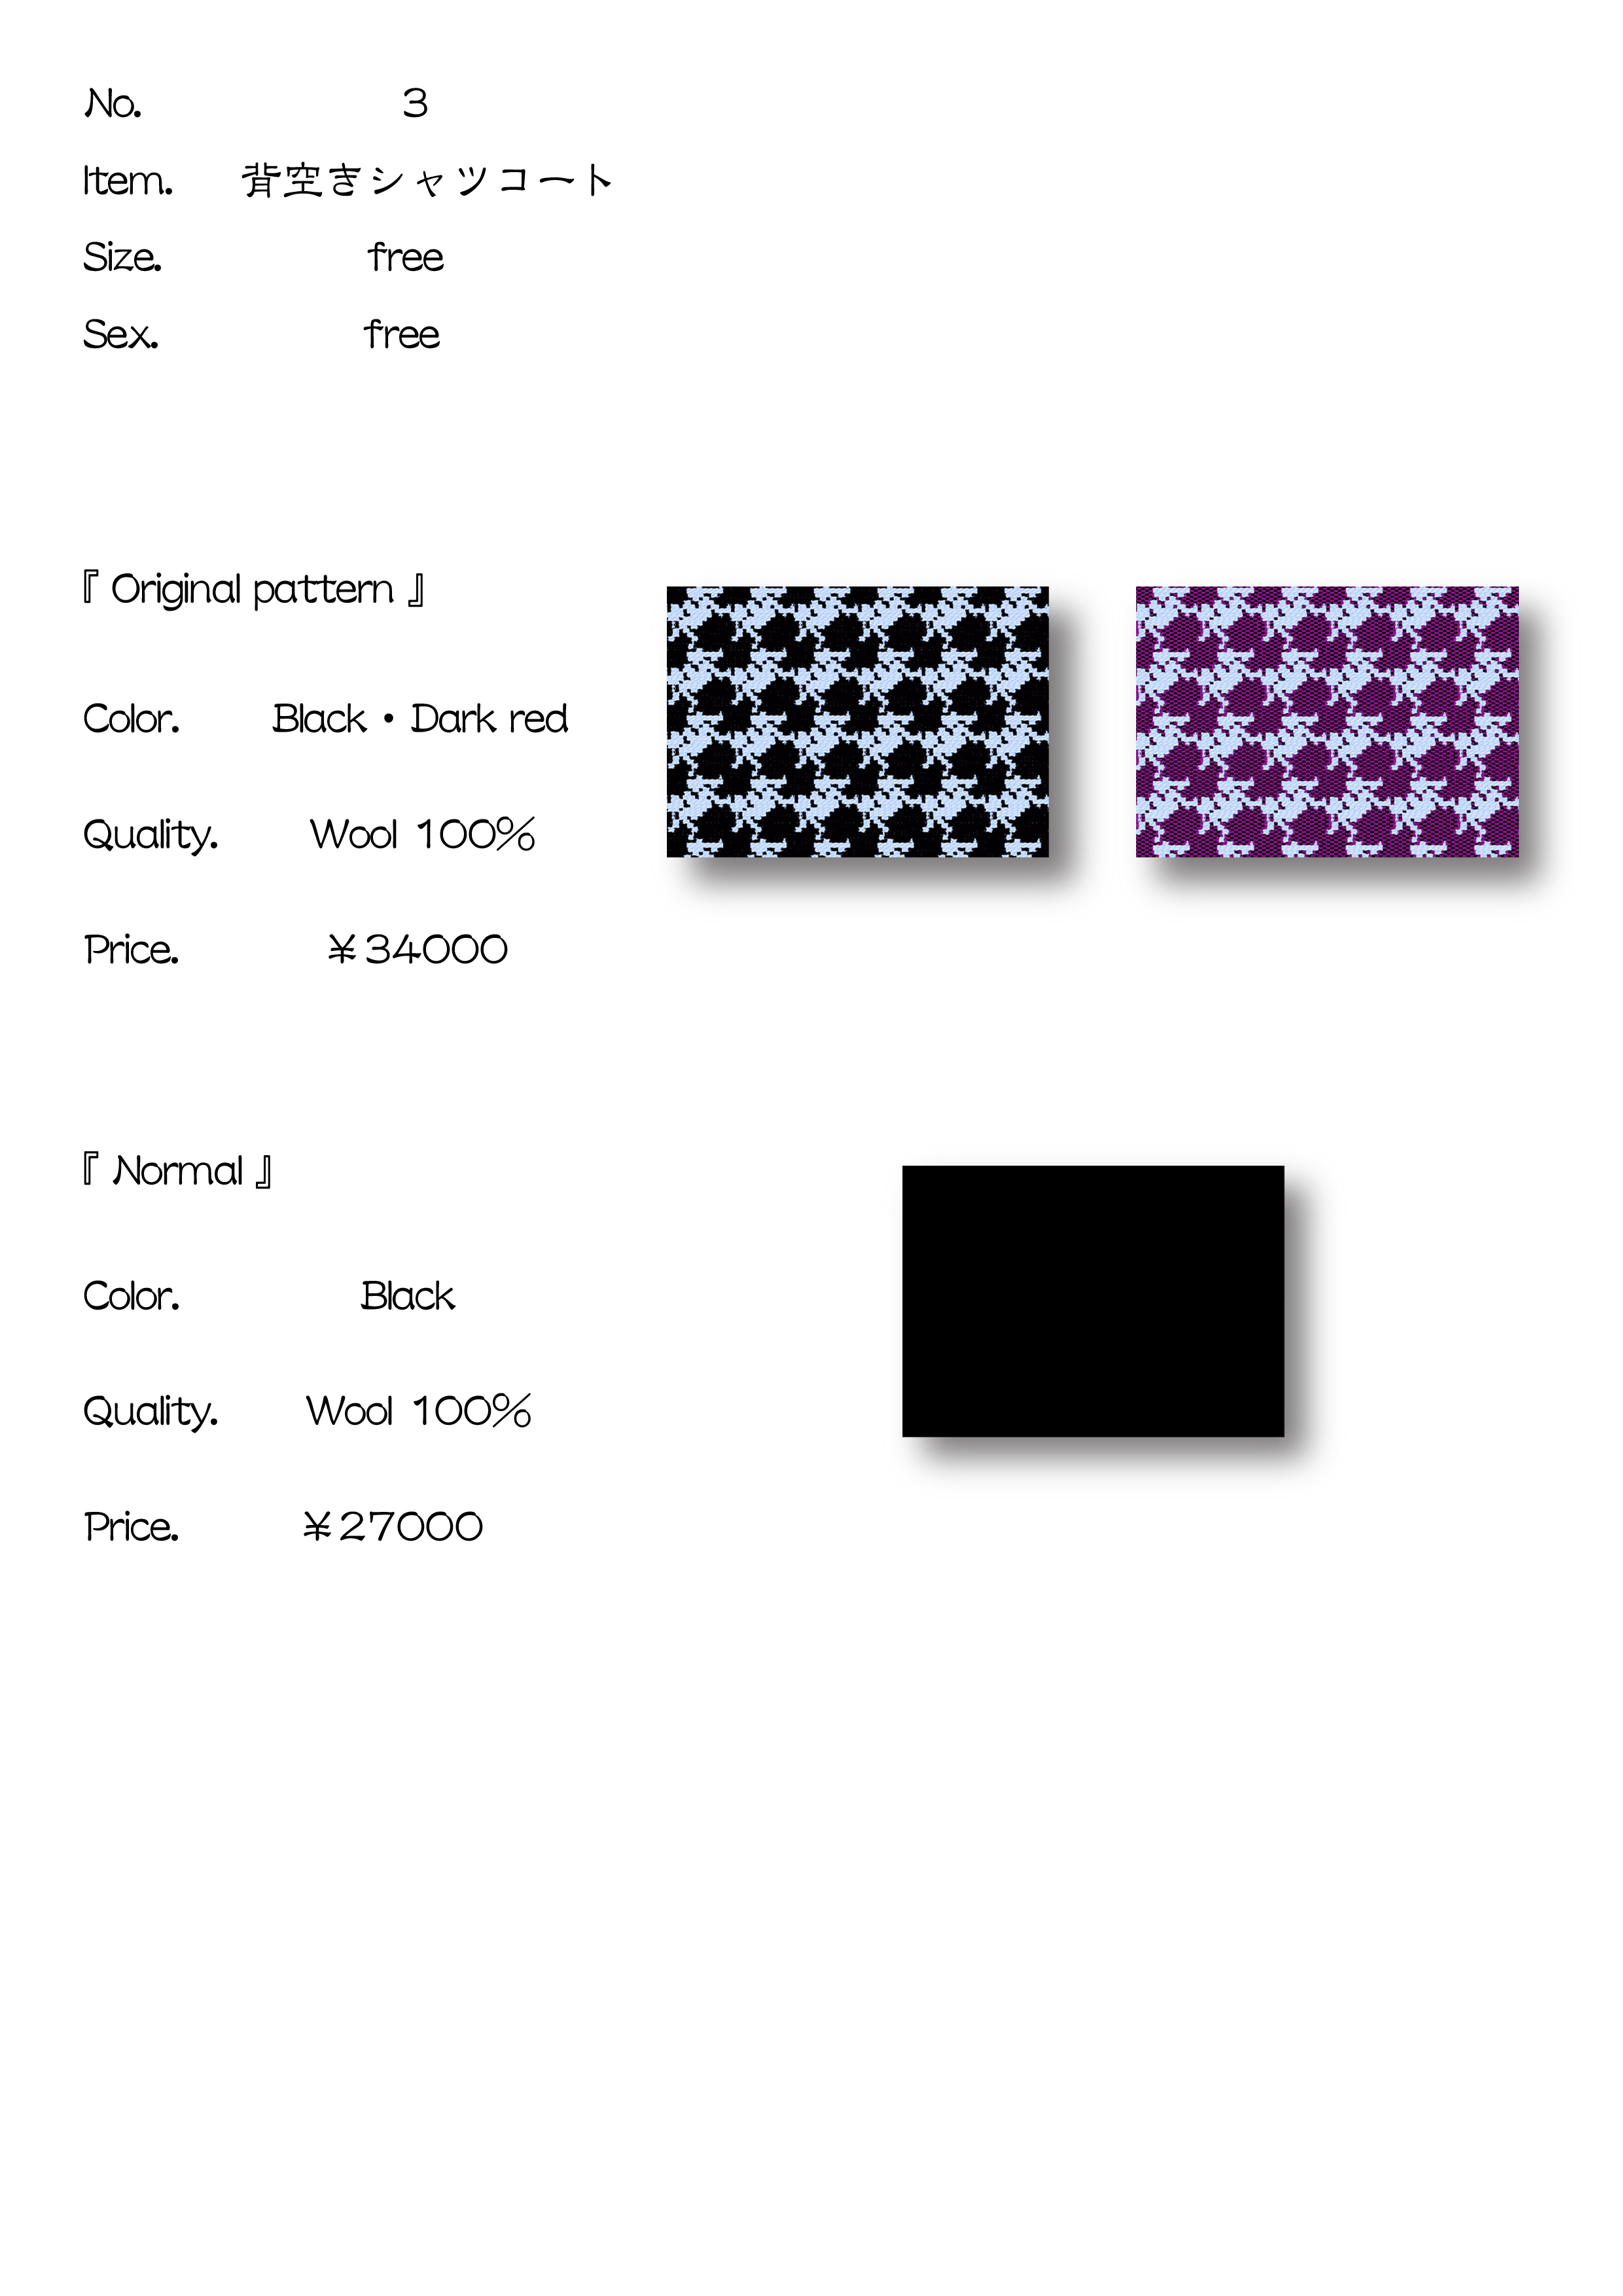 No. 3
Item. 背空きシャツコート
Size. free
Sex. free
『 Original pattern 』
Color. Black・Dark red
Quality. Wool 100%
Price. ¥34000
『 Normal 』
Color. Black
Quality. Wool 100%
Price. ¥27000